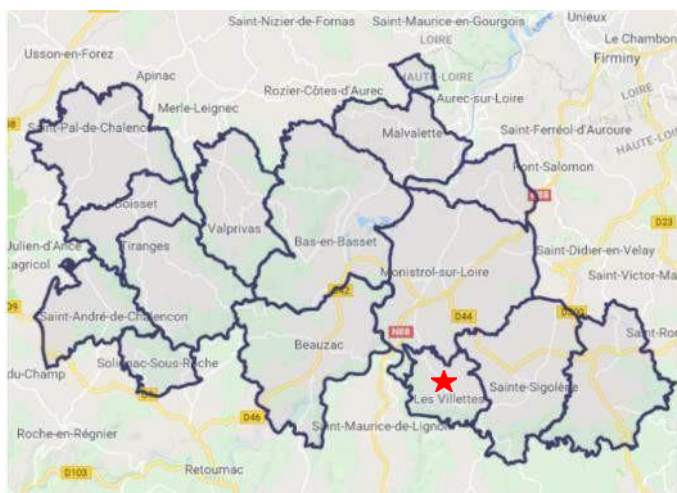 Saint-Nizier-de-Fornas
Saint-Maurice-en-Gourgois
Unieux
LOIRE
Le Chambon
Usson-en-Forez
Firminy
Apinac
HAUTE-LOIRE
Rozier-Côtes-d'Aurec
Aurec-sur-Loire
LOIRE
Merle-Leignec
Saint-Pal-de-Chalencon
Malvalette
Saint-Ferréol-d'Auroure
HAUTE-LOIRE
Pont-Salomon
N88
Boisset
Valprivas
D23
Julien-d'Ance
Tiranges
Bas-en-Basset
Saint-Didier-en-Velay
Lagricol
Monistrol-sur-Loire
Saint-Victor-Ma
D42
D9
Saint-André-de-Chalencon
D44
D500
N88
Saint-Ro
Beauzac
Solignac-Sous-Roche
du-Champ
Sainte-Sigolène
Les Villettes
D46
Saint-Maurice-de-Lignon
Roche-en-Régnier
Retournac
D103